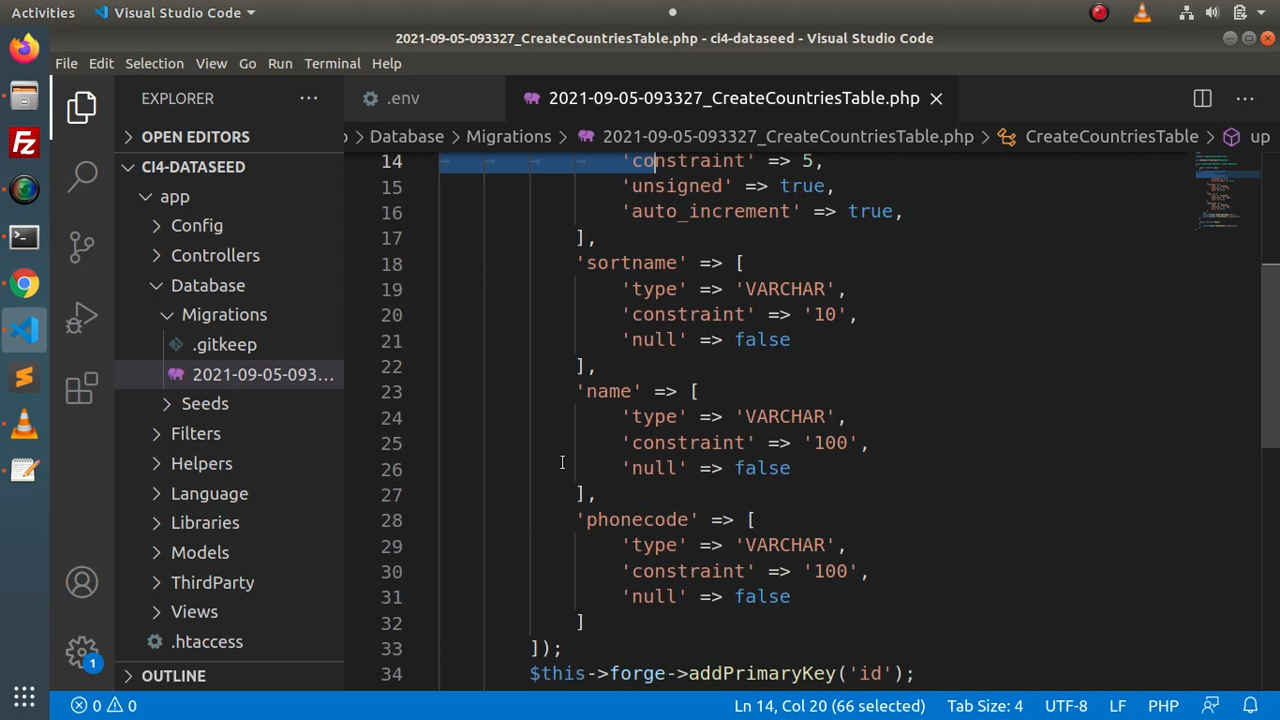 Activities Visual Studio Code
2021-09-05-093327_CreateCountriesTable.php - ci4-dataseed - Visual Studio Code
File Edit Selection View Go Run Terminal Help
EXPLORER ··· .env 2021-09-05-093327_CreateCountriesTable.php
OPEN EDITORS
Database > Migrations > 2021-09-05-093327_CreateCountriesTable.php > CreateCountriesTable > up
CI4-DATASEED
app
Config
Controllers
Database
Migrations
.gitkeep
2021-09-05-093...
Seeds
Filters
Helpers
Language
Libraries
Models
ThirdParty
Views
.htaccess
OUTLINE
14 'constraint' => 5,
15 'unsigned' => true,
16 'auto_increment' => true,
17 ],
18 'sortname' => [
19 'type' => 'VARCHAR',
20 'constraint' => '10',
21 'null' => false
22 ],
23 'name' => [
24 'type' => 'VARCHAR',
25 'constraint' => '100',
26 'null' => false
27 ],
28 'phonecode' => [
29 'type' => 'VARCHAR',
30 'constraint' => '100',
31 'null' => false
32 ]
33 ]);
34 $this->forge->addPrimaryKey('id');
1
0 0 Ln 14, Col 20 (66 selected) Tab Size: 4 UTF-8 LF PHP